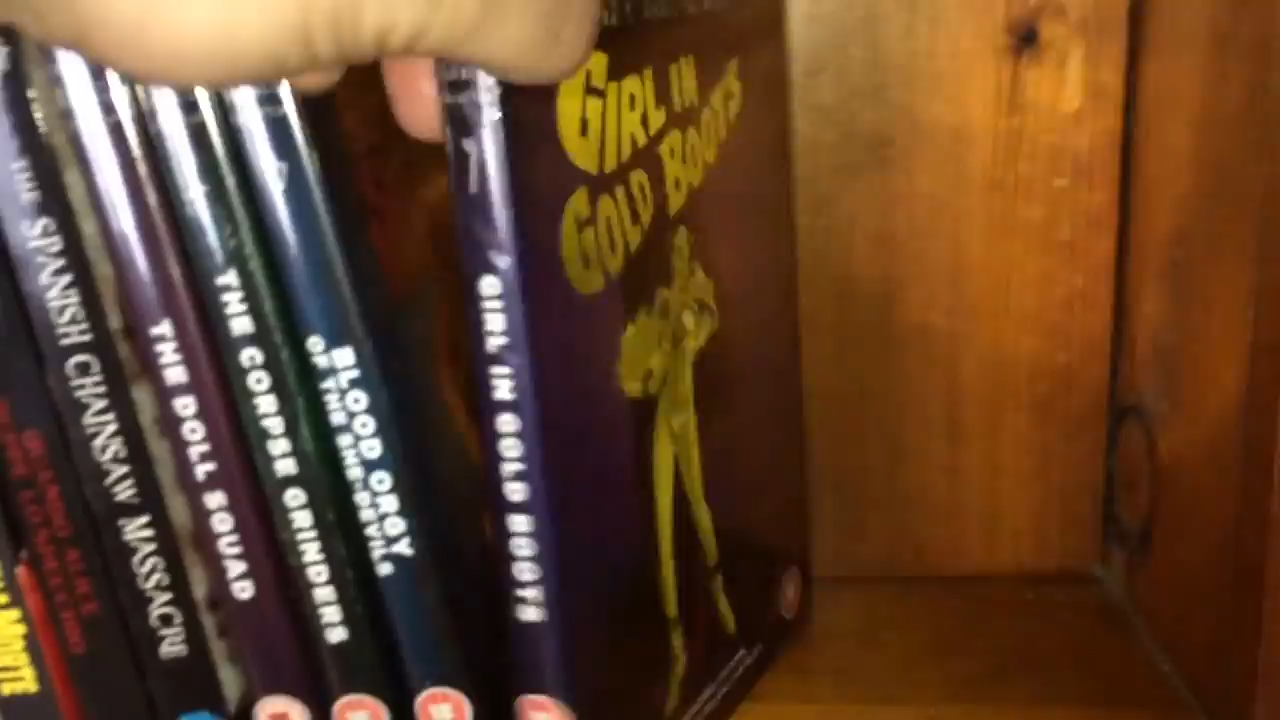 THE SPANISH CHAINSAW MASSACRE
THE DOLL SQUAD
THE CORPSE GRINDERS
BLOOD ORGY
OF THE SHE-DEVILS
GIRL IN GOLD BOOTS
GIRL IN
GOLD BOOTS